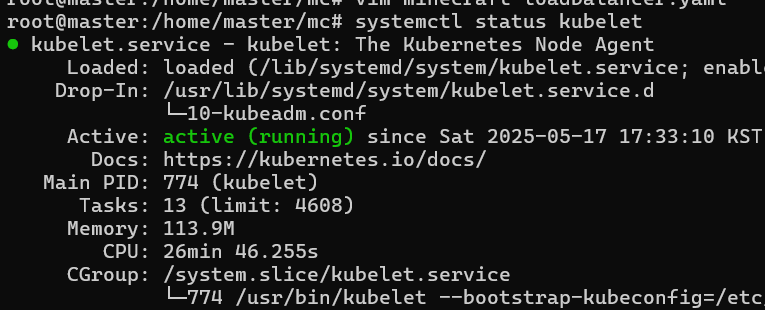 root@master:/home/master/mc# vim minecraft-loadbalancer.yaml
root@master:/home/master/mc# systemctl status kubelet
● kubelet.service - kubelet: The Kubernetes Node Agent
Loaded: loaded (/lib/systemd/system/kubelet.service; enabl
Drop-In: /usr/lib/systemd/system/kubelet.service.d
└─10-kubeadm.conf
Active: active (running) since Sat 2025-05-17 17:33:10 KST
Docs: https://kubernetes.io/docs/
Main PID: 774 (kubelet)
Tasks: 13 (limit: 4608)
Memory: 113.9M
CPU: 26min 46.255s
CGroup: /system.slice/kubelet.service
└─774 /usr/bin/kubelet --bootstrap-kubeconfig=/etc/